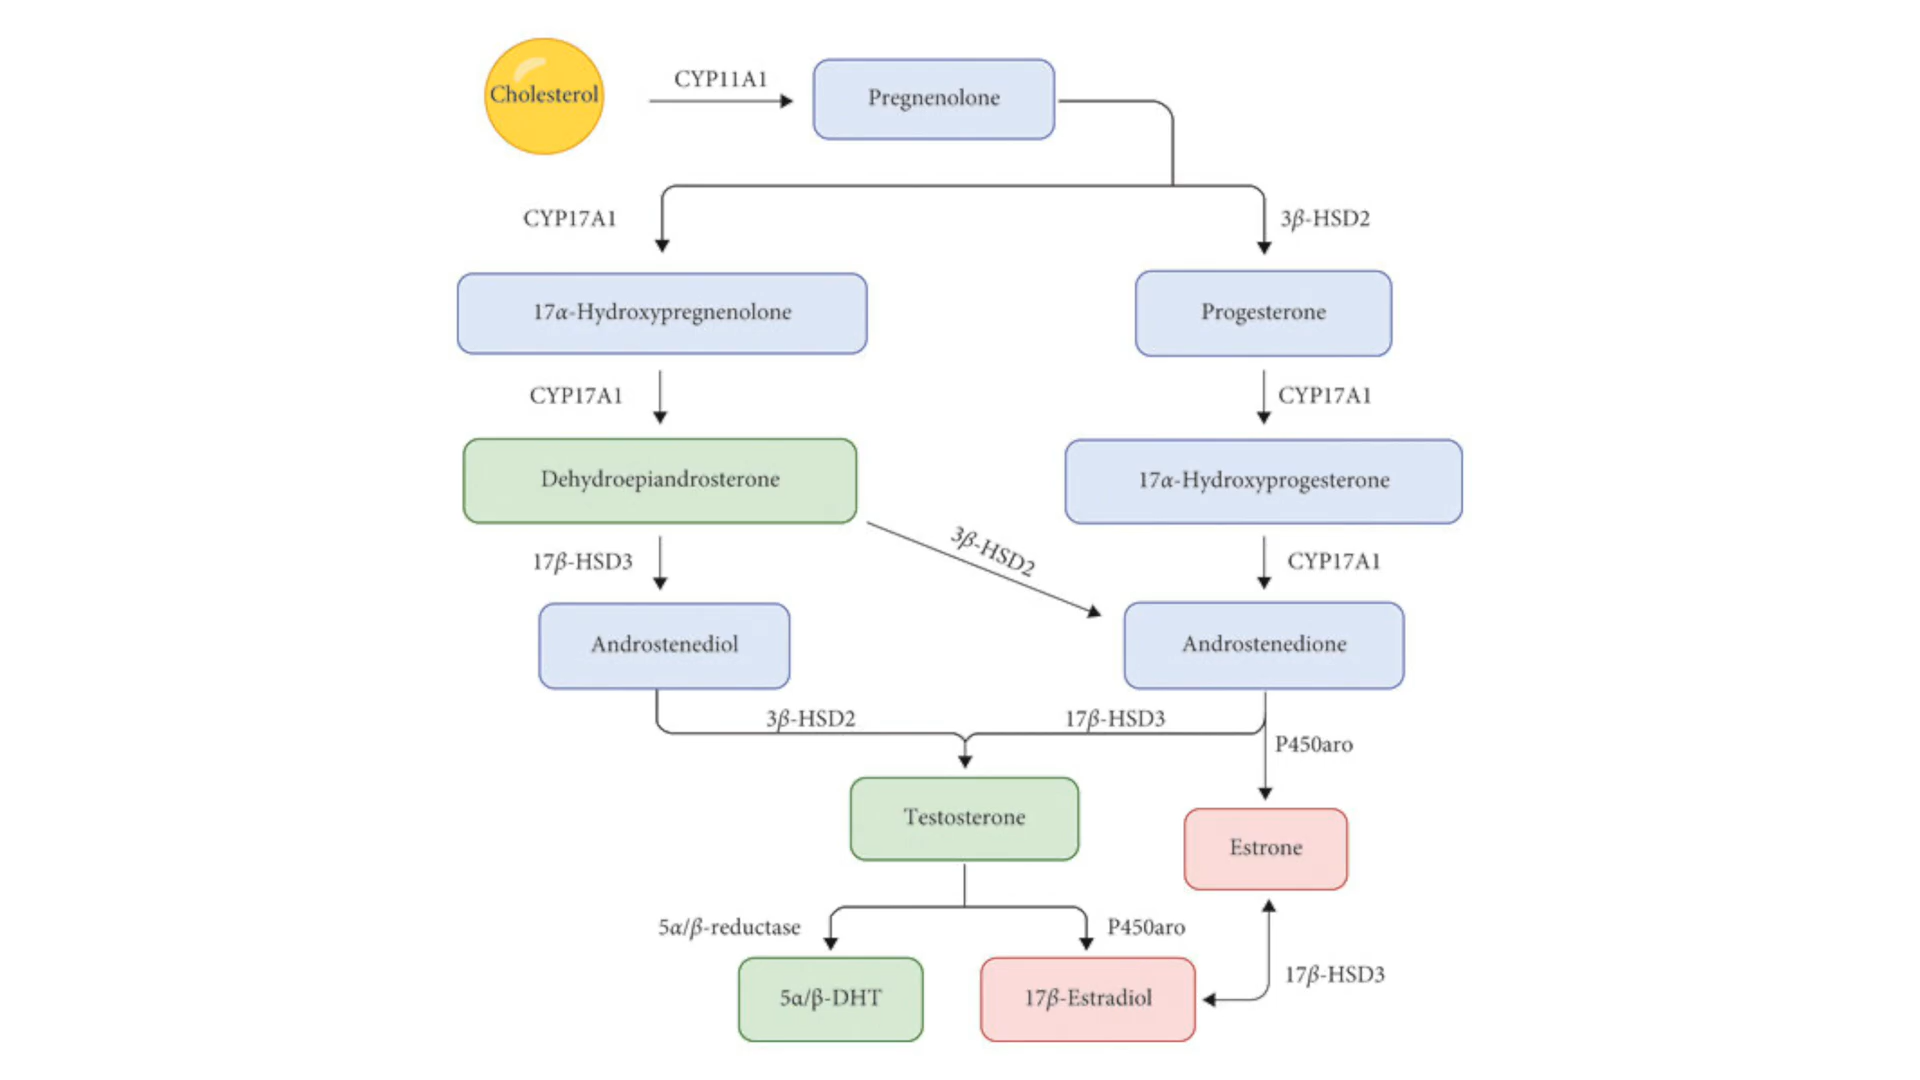 Cholesterol
CYP11A1
Pregnenolone
CYP17A1
3β-HSD2
17α-Hydroxypregnenolone
Progesterone
CYP17A1
CYP17A1
Dehydroepiandrosterone
17α-Hydroxyprogesterone
17β-HSD3
3β-HSD2
CYP17A1
Androstenediol
Androstenedione
3β-HSD2
17β-HSD3
P450aro
Testosterone
Estrone
5α/β-reductase
P450aro
17β-HSD3
5α/β-DHT
17β-Estradiol